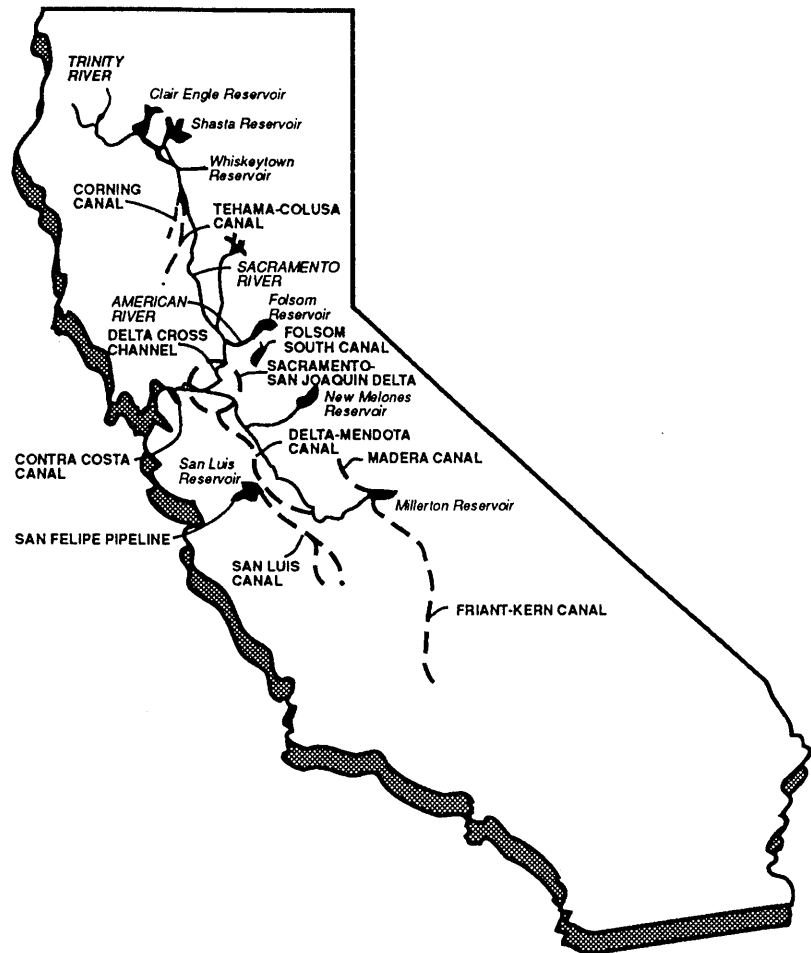 TRINITY
RIVER
Clair Engle Reservoir
Shasta Reservoir
Whiskeytown
Reservoir
CORNING
CANAL
TEHAMA-COLUSA
CANAL
SACRAMENTO
RIVER
AMERICAN
RIVER
Folsom
Reservoir
DELTA CROSS
CHANNEL
FOLSOM
SOUTH CANAL
SACRAMENTO-
SAN JOAQUIN DELTA
New Melones
Reservoir
DELTA-MENDOTA
CANAL
MADERA CANAL
CONTRA COSTA
CANAL
San Luis
Reservoir
Millerton Reservoir
SAN FELIPE PIPELINE
SAN LUIS
CANAL
FRIANT-KERN CANAL